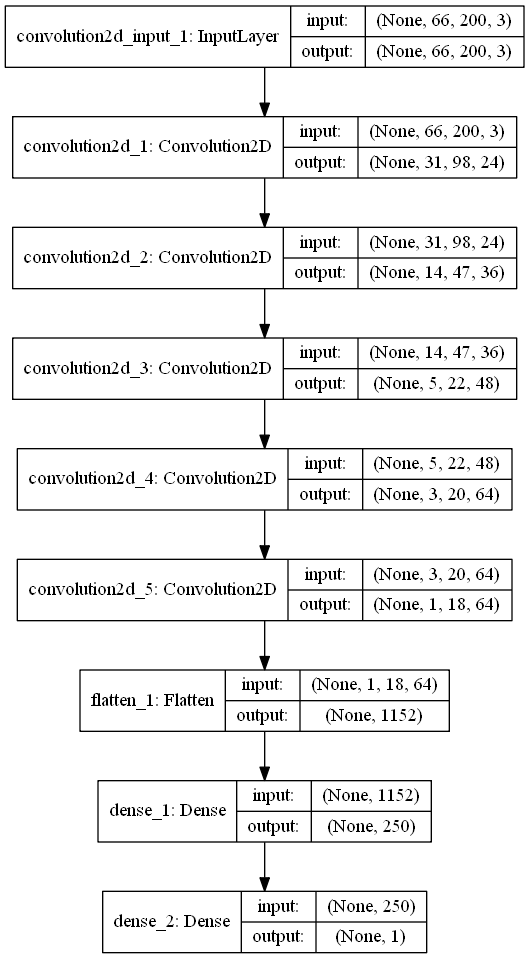 convolution2d_input_1: InputLayer
input:
(None, 66, 200, 3)
output:
(None, 66, 200, 3)
convolution2d_1: Convolution2D
input:
(None, 66, 200, 3)
output:
(None, 31, 98, 24)
convolution2d_2: Convolution2D
input:
(None, 31, 98, 24)
output:
(None, 14, 47, 36)
convolution2d_3: Convolution2D
input:
(None, 14, 47, 36)
output:
(None, 5, 22, 48)
convolution2d_4: Convolution2D
input:
(None, 5, 22, 48)
output:
(None, 3, 20, 64)
convolution2d_5: Convolution2D
input:
(None, 3, 20, 64)
output:
(None, 1, 18, 64)
flatten_1: Flatten
input:
(None, 1, 18, 64)
output:
(None, 1152)
dense_1: Dense
input:
(None, 1152)
output:
(None, 250)
dense_2: Dense
input:
(None, 250)
output:
(None, 1)